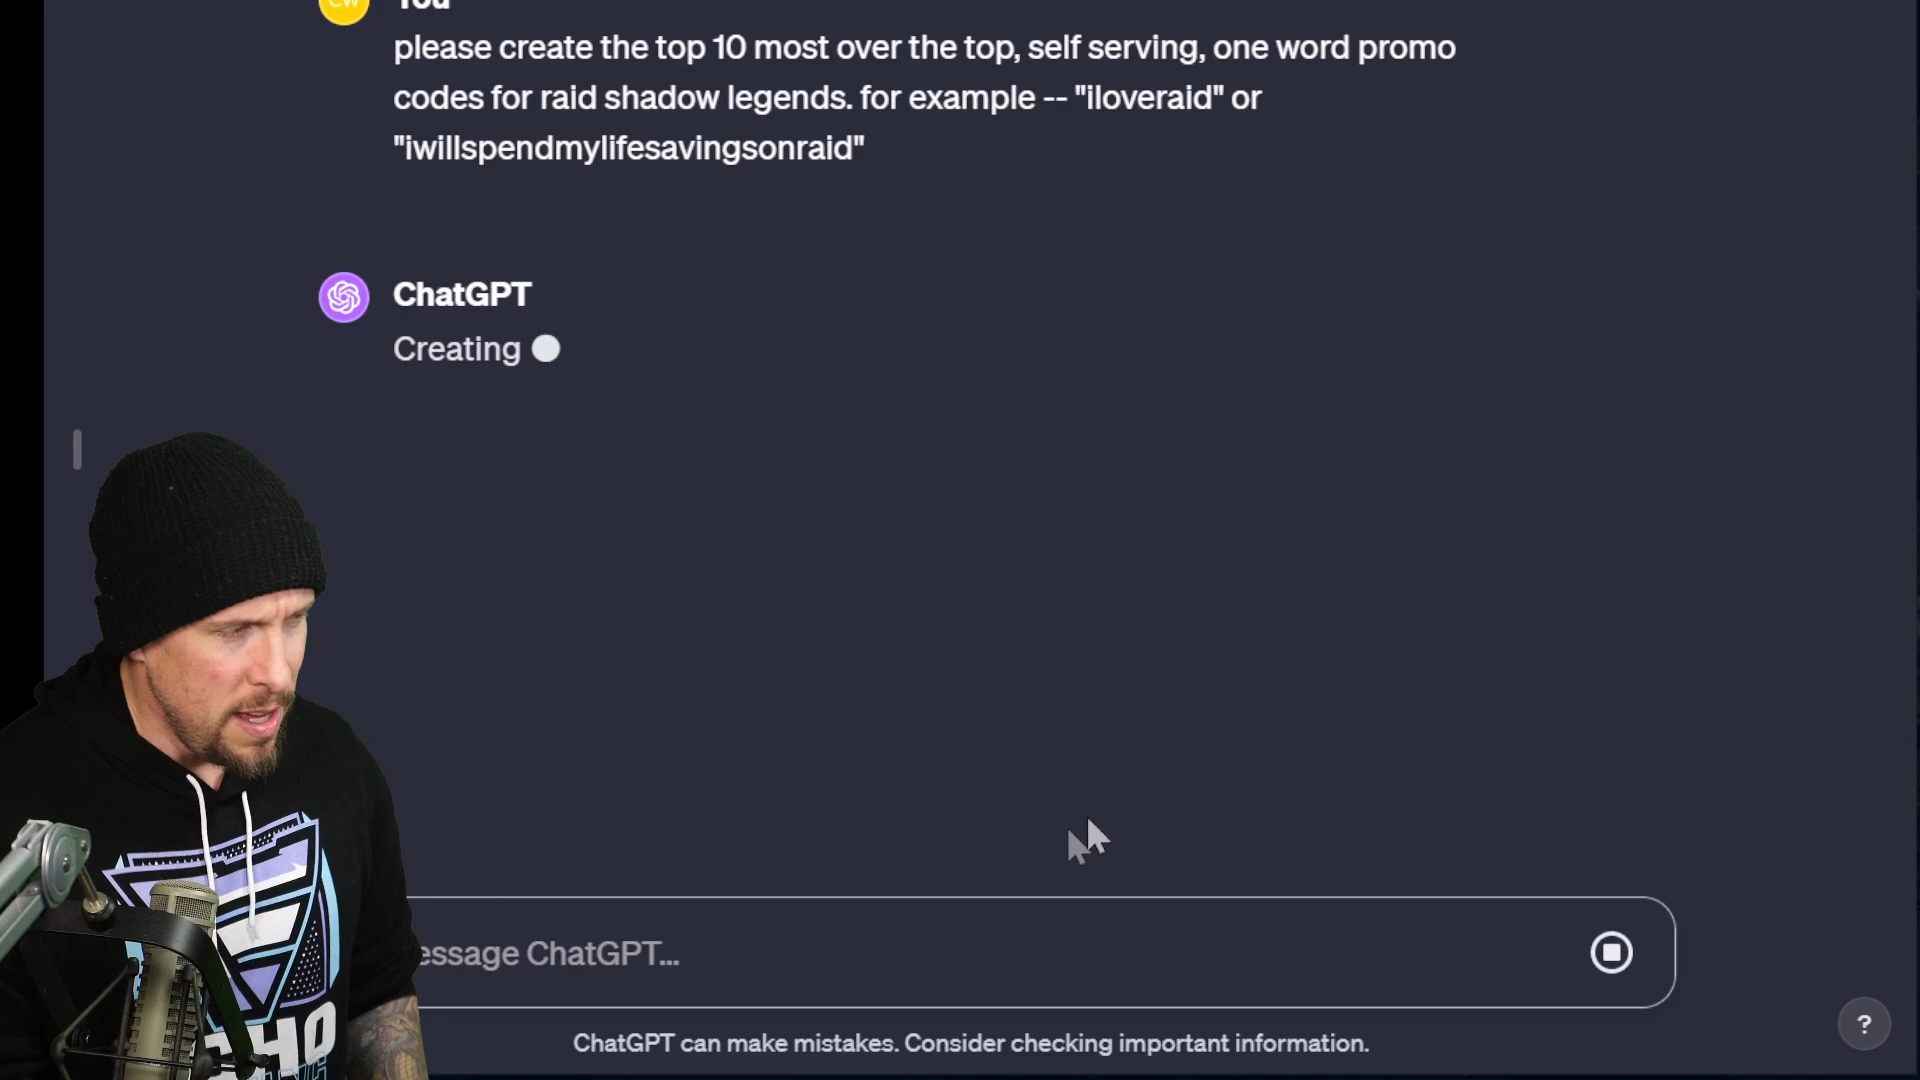 You
please create the top 10 most over the top, self serving, one word promo
codes for raid shadow legends. for example -- "iloveraid" or
"iwillspendmylifesavingsonraid"
ChatGPT
Creating
essage ChatGPT...
ChatGPT can make mistakes. Consider checking important information.
?